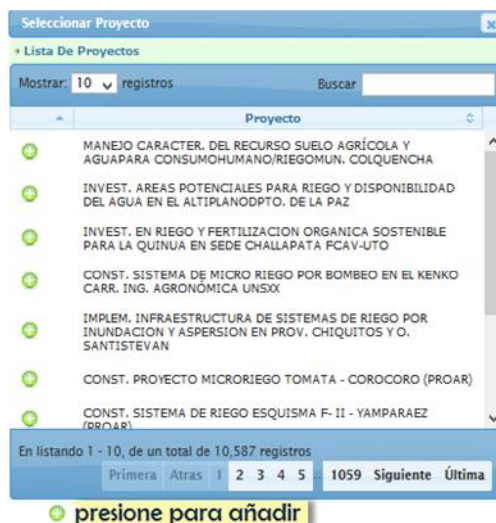 Seleccionar Proyecto
Lista De Proyectos
Mostrar: 10 registros Buscar
Proyecto
MANEJO CARACTER. DEL RECURSO SUELO AGRÍCOLA Y
AGUAPARA CONSUMOHUMANO/RIEGOMUN. COLQUENCHA
INVEST. AREAS POTENCIALES PARA RIEGO Y DISPONIBILIDAD
DEL AGUA EN EL ALTIPLANODPTO. DE LA PAZ
INVEST. EN RIEGO Y FERTILIZACION ORGANICA SOSTENIBLE
PARA LA QUINUA EN SEDE CHALLAPATA FCAV-UTO
CONST. SISTEMA DE MICRO RIEGO POR BOMBEO EN EL KENKO
CARR. ING. AGRONÓMICA UNSXX
IMPLEM. INFRAESTRUCTURA DE SISTEMAS DE RIEGO POR
INUNDACION Y ASPERSION EN PROV. CHIQUITOS Y O.
SANTISTEVAN
CONST. PROYECTO MICRORIEGO TOMATA - COROCORO (PROAR)
CONST. SISTEMA DE RIEGO ESQUISMA F- II - YAMPARAEZ
(PROAR)
En listando 1 - 10, de un total de 10,587 registros
Primera Atras 1 2 3 4 5 .. 1059 Siguiente Última
presione para añadir